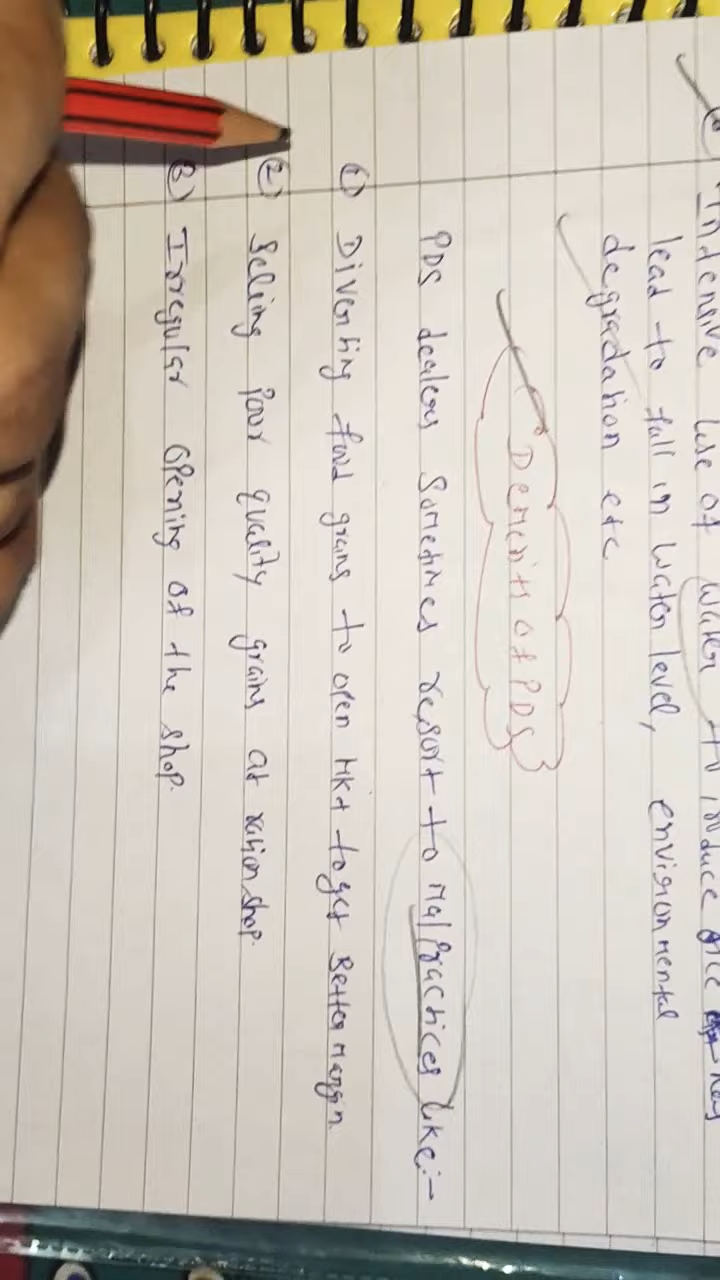 Indensive use of water to produce rice
lead to fall in water level, environmental
degradation etc
Demerits of PDS
PDS dealers sometimes resort to malpractices like:-
① Diverting food grains to open Mkt to get Better Margin.
② Selling Poor quality grains at ration shop.
③ Irregular opening of the shop.